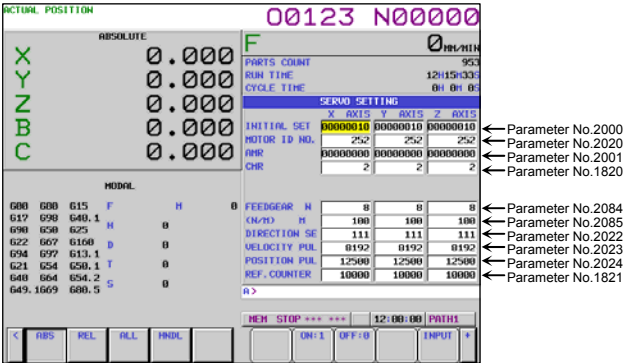 ACTUAL POSITION
O0123 N00000
ABSOLUTE
X 0.000
Y 0.000
Z 0.000
B 0.000
C 0.000
F 0MM/MIN
PARTS COUNT 953
RUN TIME 12H15M33S
CYCLE TIME 0H 0M 0S
SERVO SETTING
X AXIS Y AXIS Z AXIS
INITIAL SET 00000010 00000010 00000010 Parameter No.2000
MOTOR ID NO. 252 252 252 Parameter No.2020
AMR 00000000 00000000 00000000 Parameter No.2001
CMR 2 2 2 Parameter No.1820
FEEDGEAR N 8 8 8 Parameter No.2084
(N/M) M 100 100 100 Parameter No.2085
DIRECTION SE 111 111 111 Parameter No.2022
VELOCITY PUL 8192 8192 8192 Parameter No.2023
POSITION PUL 12500 12500 12500 Parameter No.2024
REF.COUNTER 10000 10000 10000 Parameter No.1821
MODAL
G00 G80 G15 F M 0
G17 G98 G40.1
G90 G50 G25 H 0
G22 G67 G160 D 0
G94 G97 G13.1
G21 G54 G50.1 T 0
G40 G64 G54.2 S 0
G49.1 G69 G80.5
A>
MEM STOP *** *** 12:00:00 PATH1
< ABS REL ALL HNDL ON:1 OFF:0 INPUT +